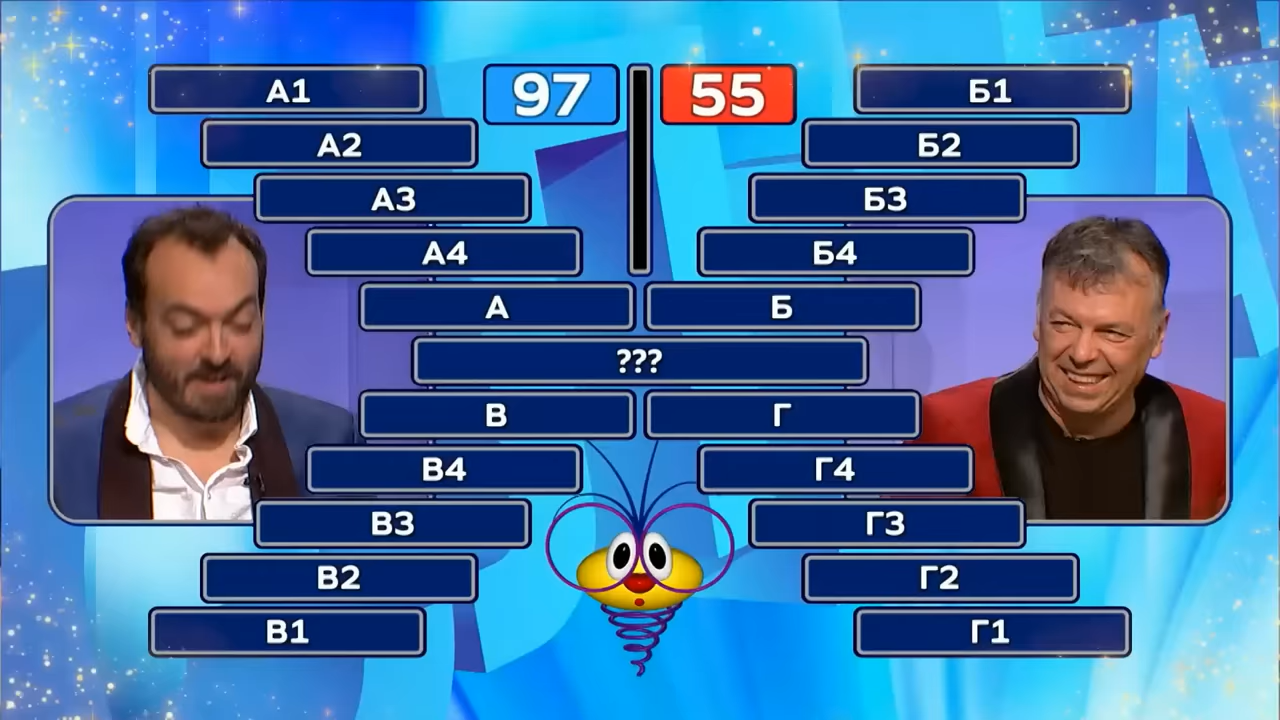 А1 97 55 Б1
А2 Б2
А3 Б3
А4 Б4
А Б
???
В Г
В4 Г4
В3 Г3
В2 Г2
В1 Г1